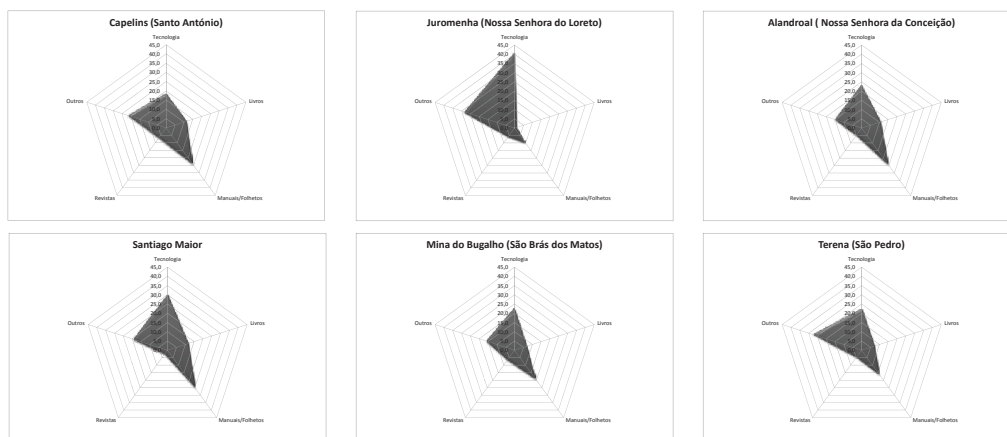 Capelins (Santo António)
Tecnologia
45,0
40,0
35,0
30,0
25,0
20,0
15,0
10,0
5,0
0,0
Outros
Livros
Revistas
Manuais/Folhetos
Juromenha (Nossa Senhora do Loreto)
Tecnologia
45,0
40,0
35,0
30,0
25,0
20,0
15,0
10,0
5,0
0,0
Outros
Livros
Revistas
Manuais/Folhetos
Alandroal ( Nossa Senhora da Conceição)
Tecnologia
45,0
40,0
35,0
30,0
25,0
20,0
15,0
10,0
5,0
0,0
Outros
Livros
Revistas
Manuais/Folhetos
Santiago Maior
Tecnologia
45,0
40,0
35,0
30,0
25,0
20,0
15,0
10,0
5,0
0,0
Outros
Livros
Revistas
Manuais/Folhetos
Mina do Bugalho (São Brás dos Matos)
Tecnologia
45,0
40,0
35,0
30,0
25,0
20,0
15,0
10,0
5,0
0,0
Outros
Livros
Revistas
Manuais/Folhetos
Terena (São Pedro)
Tecnologia
45,0
40,0
35,0
30,0
25,0
20,0
15,0
10,0
5,0
0,0
Outros
Livros
Revistas
Manuais/Folhetos